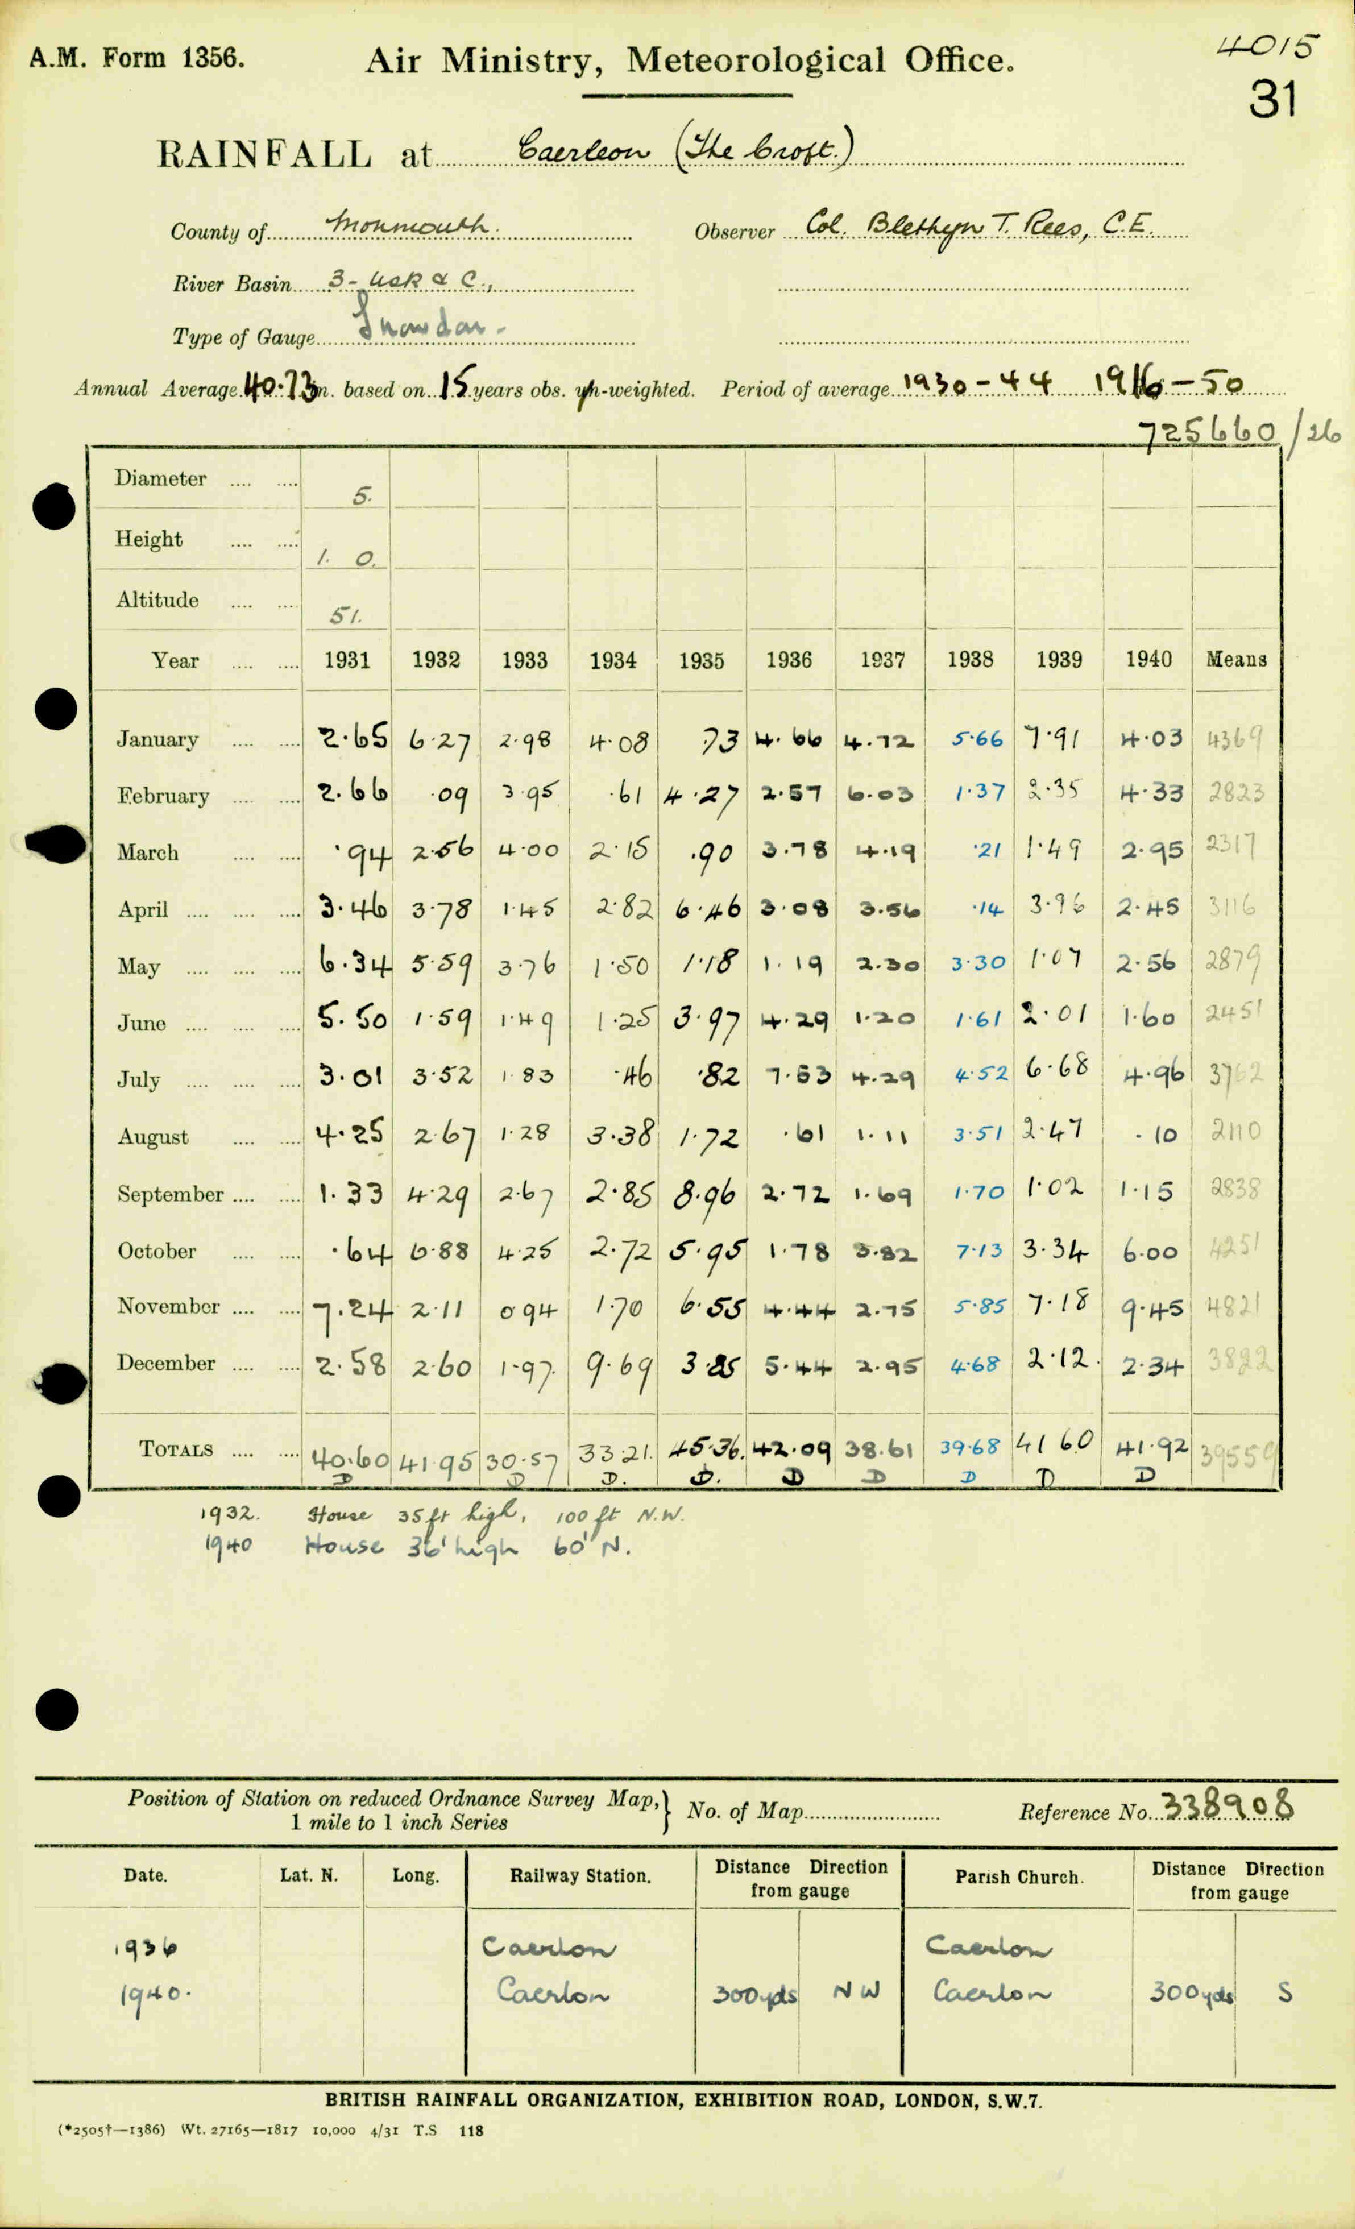 A.M. Form 1356. Air Ministry, Meteorological Office. 4015
31
RAINFALL at Caerleon (The Croft.)
County of Monmouth. Observer Col. Blethyn T. Rees, C.E.
River Basin 3- Usk & C.,
Type of Gauge Snowdon.
Annual Average 40.73 in. based on 15 years obs. un-weighted. Period of average 1930-44 1916-50
725660/26
Diameter .... .... 5.
Height .... .... 1. 0.
Altitude .... .... 51.
Year .... .... 1931 1932 1933 1934 1935 1936 1937 1938 1939 1940 Means
January .... .... 2.65 6.27 2.98 4.08 .73 4.66 4.72 5.66 7.91 4.03 4369
February .... .... 2.66 .09 3.95 .61 4.27 2.57 6.03 1.37 2.35 4.33 2823
March .... .... .94 2.56 4.00 2.15 .90 3.78 4.19 .21 1.49 2.95 2317
April .... .... .... 3.46 3.78 1.45 2.82 6.46 3.08 3.56 .14 3.96 2.45 3116
May .... .... .... 6.34 5.59 3.76 1.50 1.18 1.19 2.30 3.30 1.07 2.56 2879
June .... .... .... 5.50 1.59 1.49 1.25 3.97 4.29 1.20 1.61 2.01 1.60 2451
July .... .... .... 3.01 3.52 1.83 .46 .82 7.53 4.29 4.52 6.68 4.96 3762
August .... .... 4.25 2.67 1.28 3.38 1.72 .61 1.11 3.51 2.47 .10 2110
September .... .... 1.33 4.29 2.67 2.85 8.96 2.72 1.69 1.70 1.02 1.15 2838
October .... .... .64 6.88 4.25 2.72 5.95 1.78 3.82 7.13 3.34 6.00 4251
November .... .... 7.24 2.11 0.94 1.70 6.55 4.44 2.75 5.85 7.18 9.45 4821
December .... .... 2.58 2.60 1.97. 9.69 3.85 5.44 2.95 4.68 2.12. 2.34 3822
TOTALS .... .... 40.60 41.95 30.57 33.21. 45.36. 42.09 38.61 39.68 41 60 41.92 39559
D D D. D. D D D D D
1932. House 35ft high, 100ft N.W.
1940 House 36' high 60' N.
Position of Station on reduced Ordnance Survey Map,} No. of Map Reference No. 338908
1 mile to 1 inch Series
Date. Lat. N. Long. Railway Station. Distance Direction from gauge Parish Church. Distance Direction from gauge
1936 Caerlon Caerlon
1940. Caerlon 300yds NW Caerlon 300yds S
BRITISH RAINFALL ORGANIZATION, EXHIBITION ROAD, LONDON, S.W.7.
(*2505†—1386) Wt. 27165—1817 10,000 4/31 T.S 118